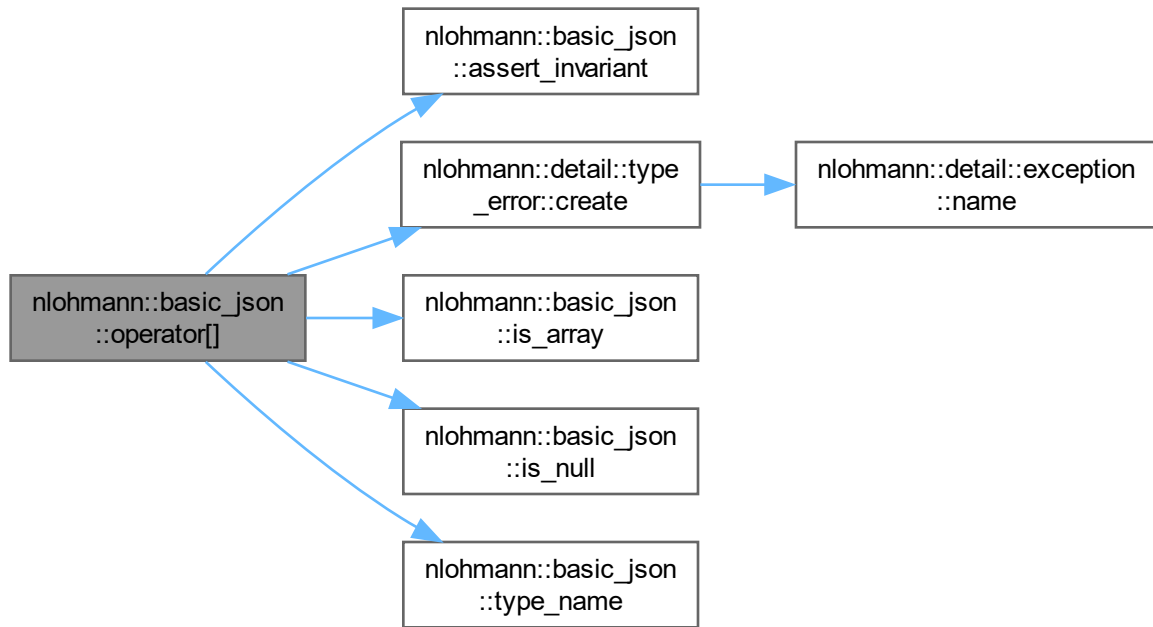 nlohmann::basic_json
::assert_invariant
nlohmann::detail::type
_error::create
nlohmann::detail::exception
::name
nlohmann::basic_json
::operator[]
nlohmann::basic_json
::is_array
nlohmann::basic_json
::is_null
nlohmann::basic_json
::type_name